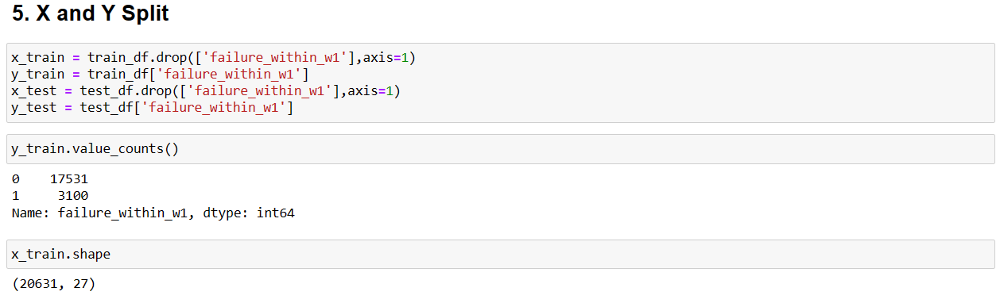 5. X and Y Split
x_train = train_df.drop(['failure_within_w1'],axis=1)
y_train = train_df['failure_within_w1']
x_test = test_df.drop(['failure_within_w1'],axis=1)
y_test = test_df['failure_within_w1']
y_train.value_counts()
0    17531
1     3100
Name: failure_within_w1, dtype: int64
x_train.shape
(20631, 27)